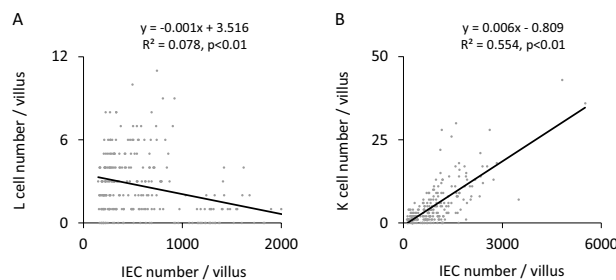 A
y = -0.001x + 3.516
R² = 0.078, p<0.01
L cell number / villus
12
6
0
0 1000 2000
IEC number / villus
B
y = 0.006x - 0.809
R² = 0.554, p<0.01
K cell number / villus
50
25
0
0 3000 6000
IEC number / villus